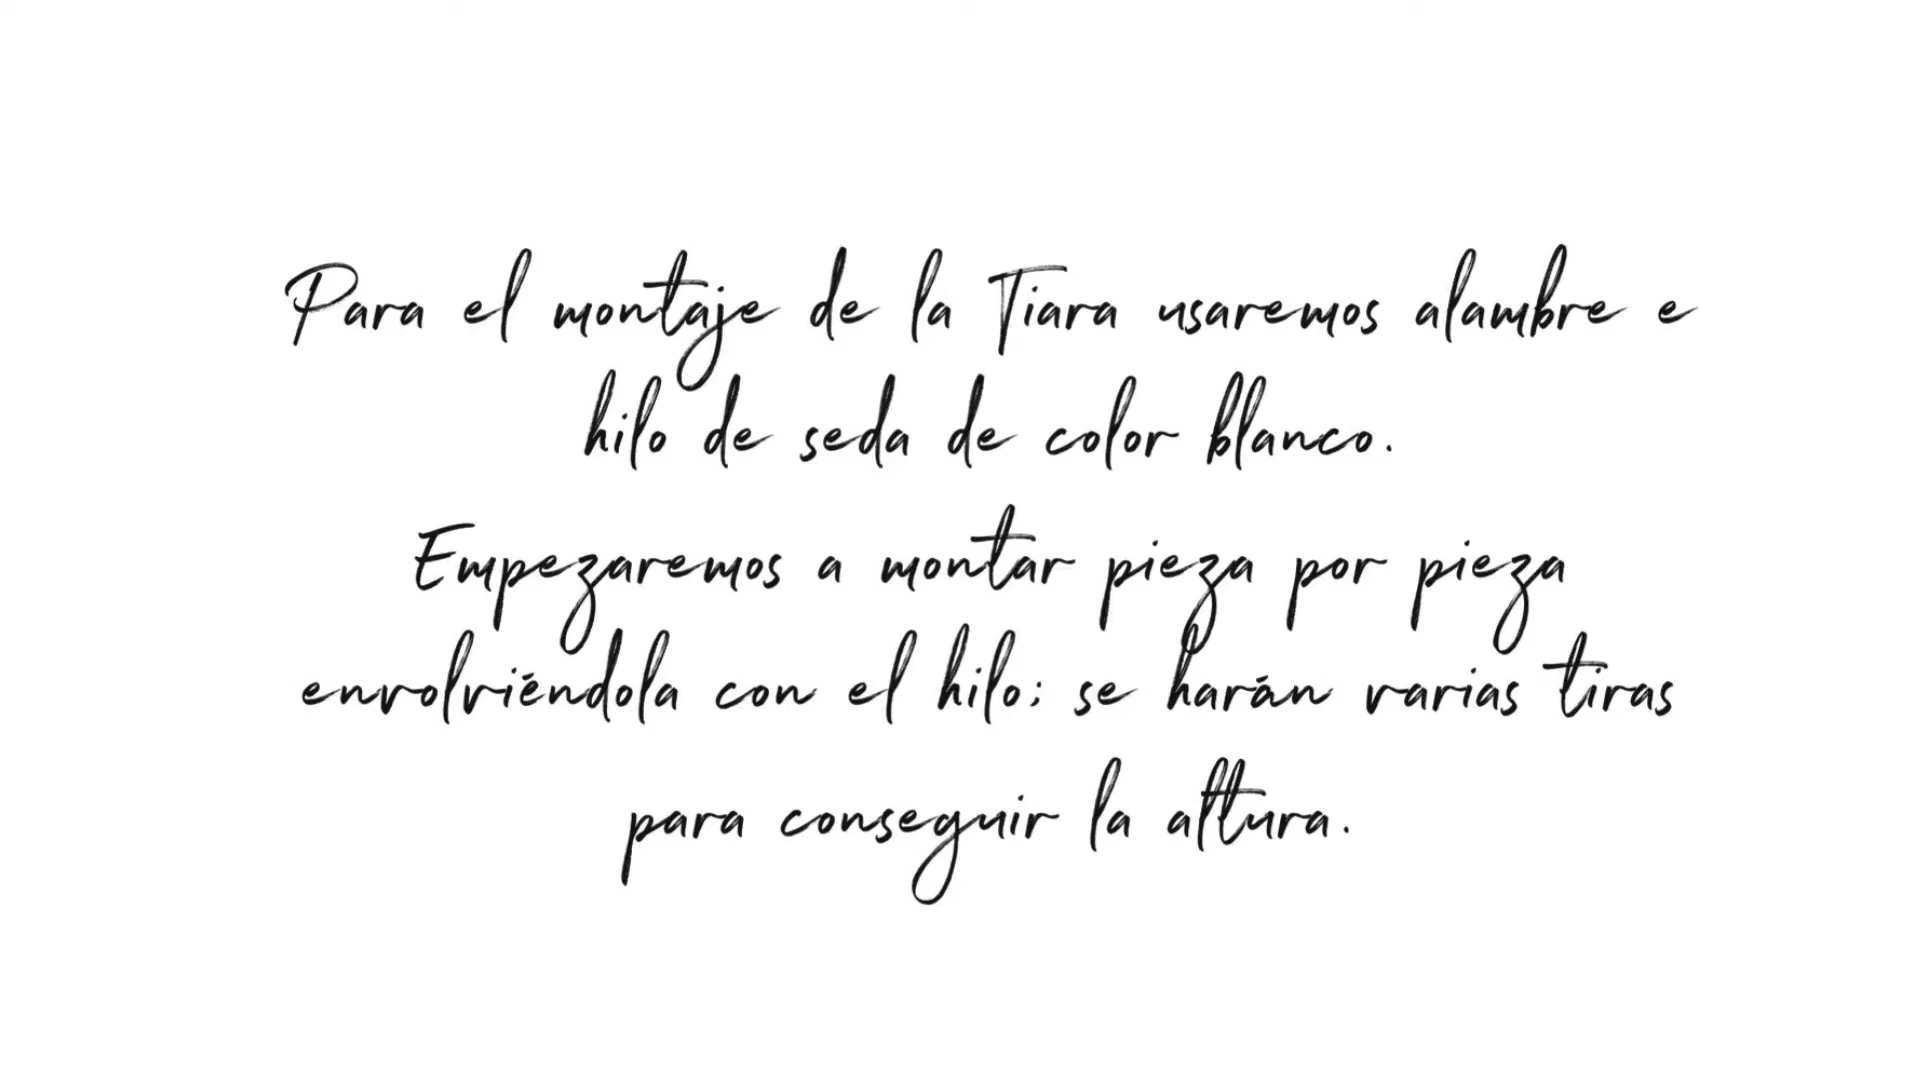 Para el montaje de la Tiara usaremos alambre e
hilo de seda de color blanco.
Empezaremos a montar pieza por pieza
envolviéndola con el hilo; se harán varias tiras
para conseguir la altura.